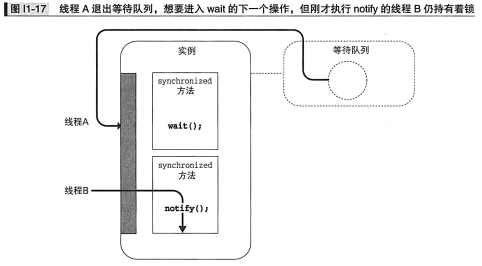 图 I1-17 线程 A 退出等待队列，想要进入 wait 的下一个操作，但刚才执行 notify 的线程 B 仍持有着锁
实例
等待队列
synchronized
方法
wait();
线程A
synchronized
方法
线程B
notify();